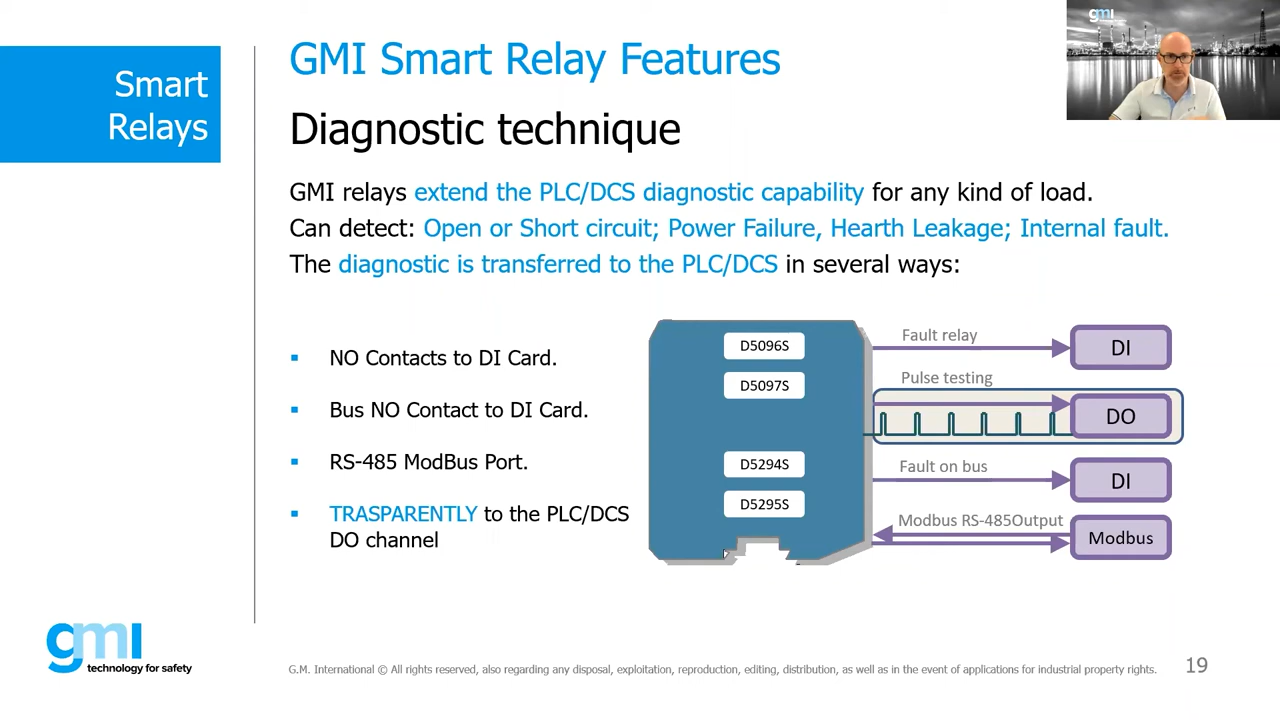 gmi
Smart
Relays
GMI Smart Relay Features
Diagnostic technique
GMI relays extend the PLC/DCS diagnostic capability for any kind of load.
Can detect: Open or Short circuit; Power Failure, Hearth Leakage; Internal fault.
The diagnostic is transferred to the PLC/DCS in several ways:
▪ NO Contacts to DI Card.
▪ Bus NO Contact to DI Card.
▪ RS-485 ModBus Port.
▪ TRASPARENTLY to the PLC/DCS
DO channel
D5096S
D5097S
D5294S
D5295S
Fault relay
DI
Pulse testing
DO
Fault on bus
DI
Modbus RS-485Output
Modbus
gmi
technology for safety
G.M. International © All rights reserved, also regarding any disposal, exploitation, reproduction, editing, distribution, as well as in the event of applications for industrial property rights.
19